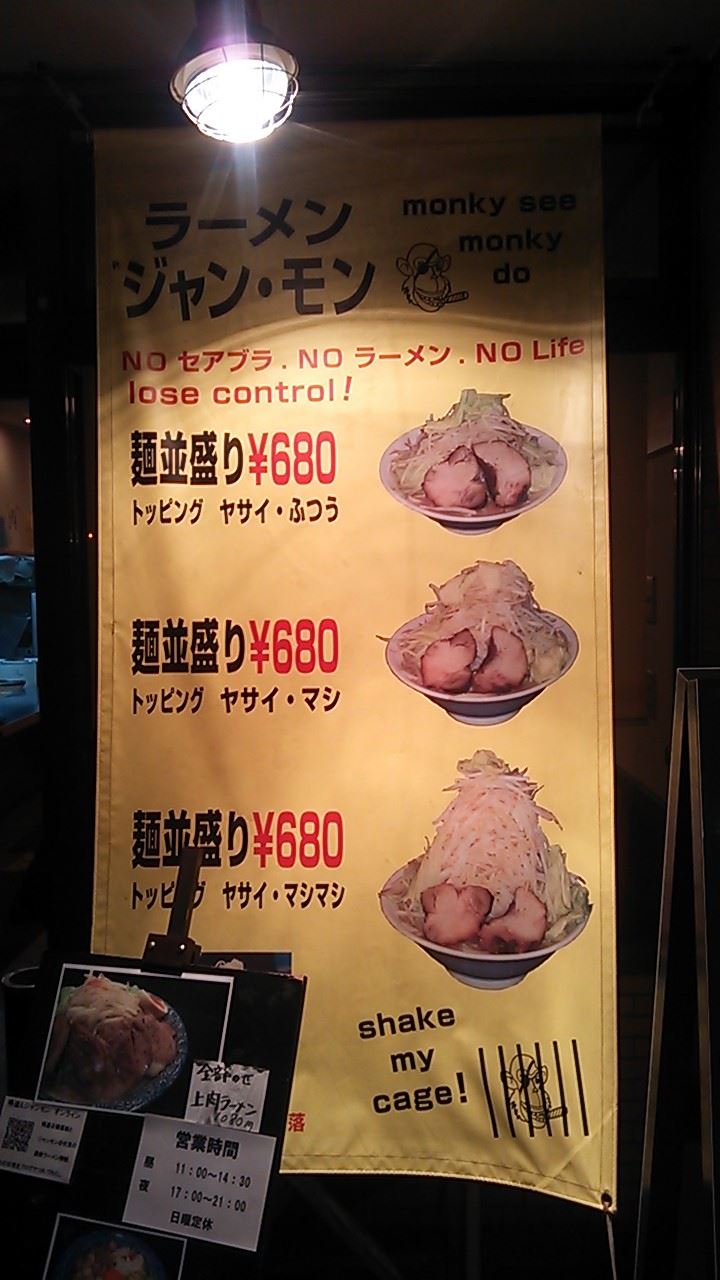 ラーメン
ジャン・モン
monky see
monky
do
NO セアブラ . NO ラーメン . NO Life
lose control!
麺並盛り¥680
トッピング ヤサイ・ふつう
麺並盛り¥680
トッピング ヤサイ・マシ
麺並盛り¥680
トッピング ヤサイ・マシマシ
shake
my
cage!
落
全部のせ
上肉ラーメン
営業時間
昼 11:00～14:30
夜 17:00～21:00
日曜定休